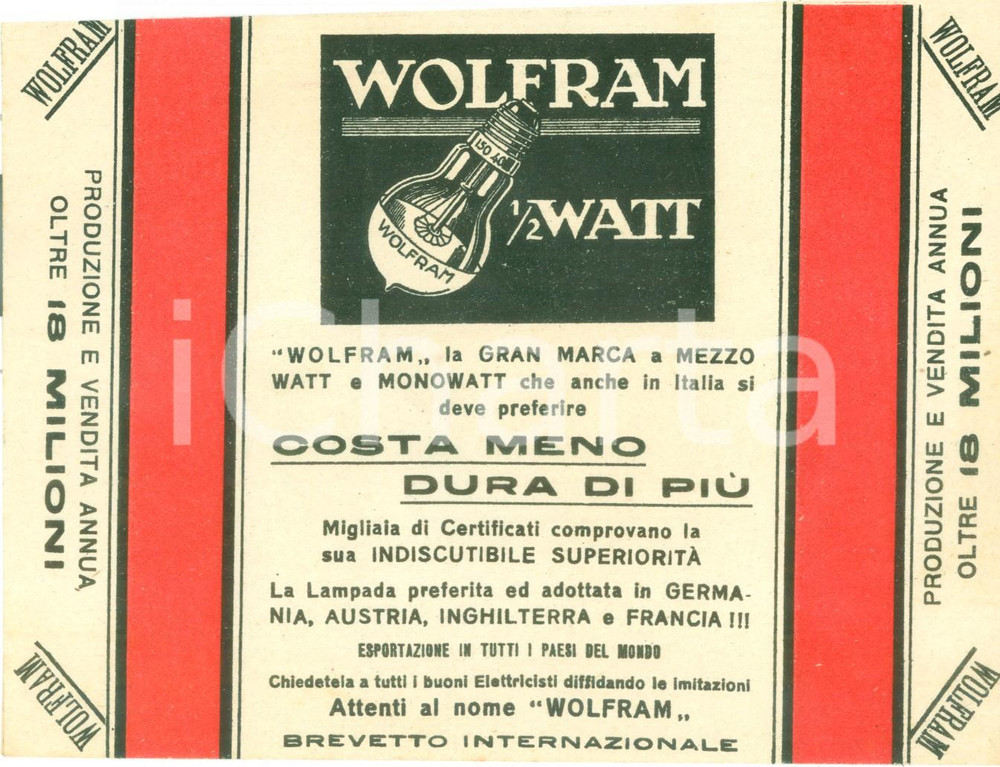 WOLFRAM
WOLFRAM
WOLFRAM
150 40
WOLFRAM
1/2 WATT
PRODUZIONE E VENDITA ANNUA
OLTRE 18 MILIONI
PRODUZIONE E VENDITA ANNUA
OLTRE 18 MILIONI
iCharta
"WOLFRAM„ la GRAN MARCA a MEZZO
WATT e MONOWATT che anche in Italia si
deve preferire
COSTA MENO
DURA DI PIÙ
Migliaia di Certificati comprovano la
sua INDISCUTIBILE SUPERIORITÀ
La Lampada preferita ed adottata in GERMA-
NIA, AUSTRIA, INGHILTERRA e FRANCIA !!!
ESPORTAZIONE IN TUTTI I PAESI DEL MONDO
Chiedetela a tutti i buoni Elettricisti diffidando le imitazioni
Attenti al nome "WOLFRAM„
BREVETTO INTERNAZIONALE
WOLFRAM
WOLFRAM